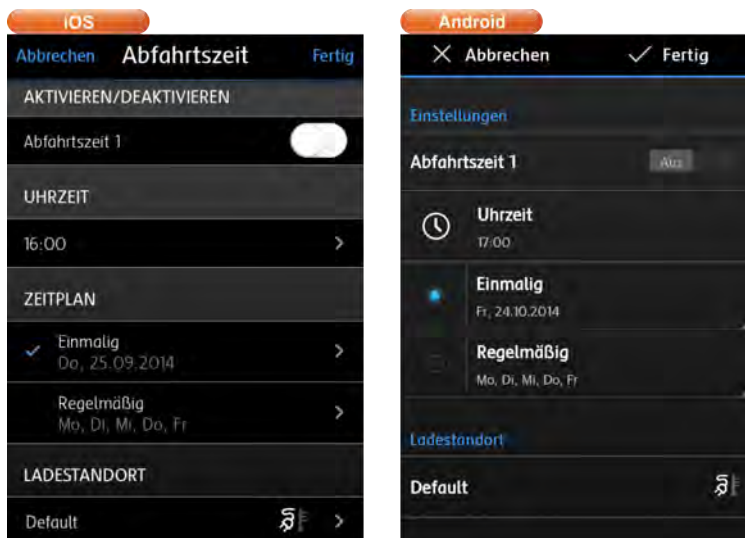 iOS
Abbrechen Abfahrtszeit Fertig
AKTIVIEREN/DEAKTIVIEREN
Abfahrtszeit 1
UHRZEIT
16:00
ZEITPLAN
Einmalig
Do, 25.09.2014
Regelmäßig
Mo, Di, Mi, Do, Fr
LADESTANDORT
Default
Android
Abbrechen Fertig
Einstellungen
Abfahrtszeit 1 Aus
Uhrzeit
17:00
Einmalig
Fr, 24.10.2014
Regelmäßig
Mo, Di, Mi, Do, Fr
Ladestandort
Default